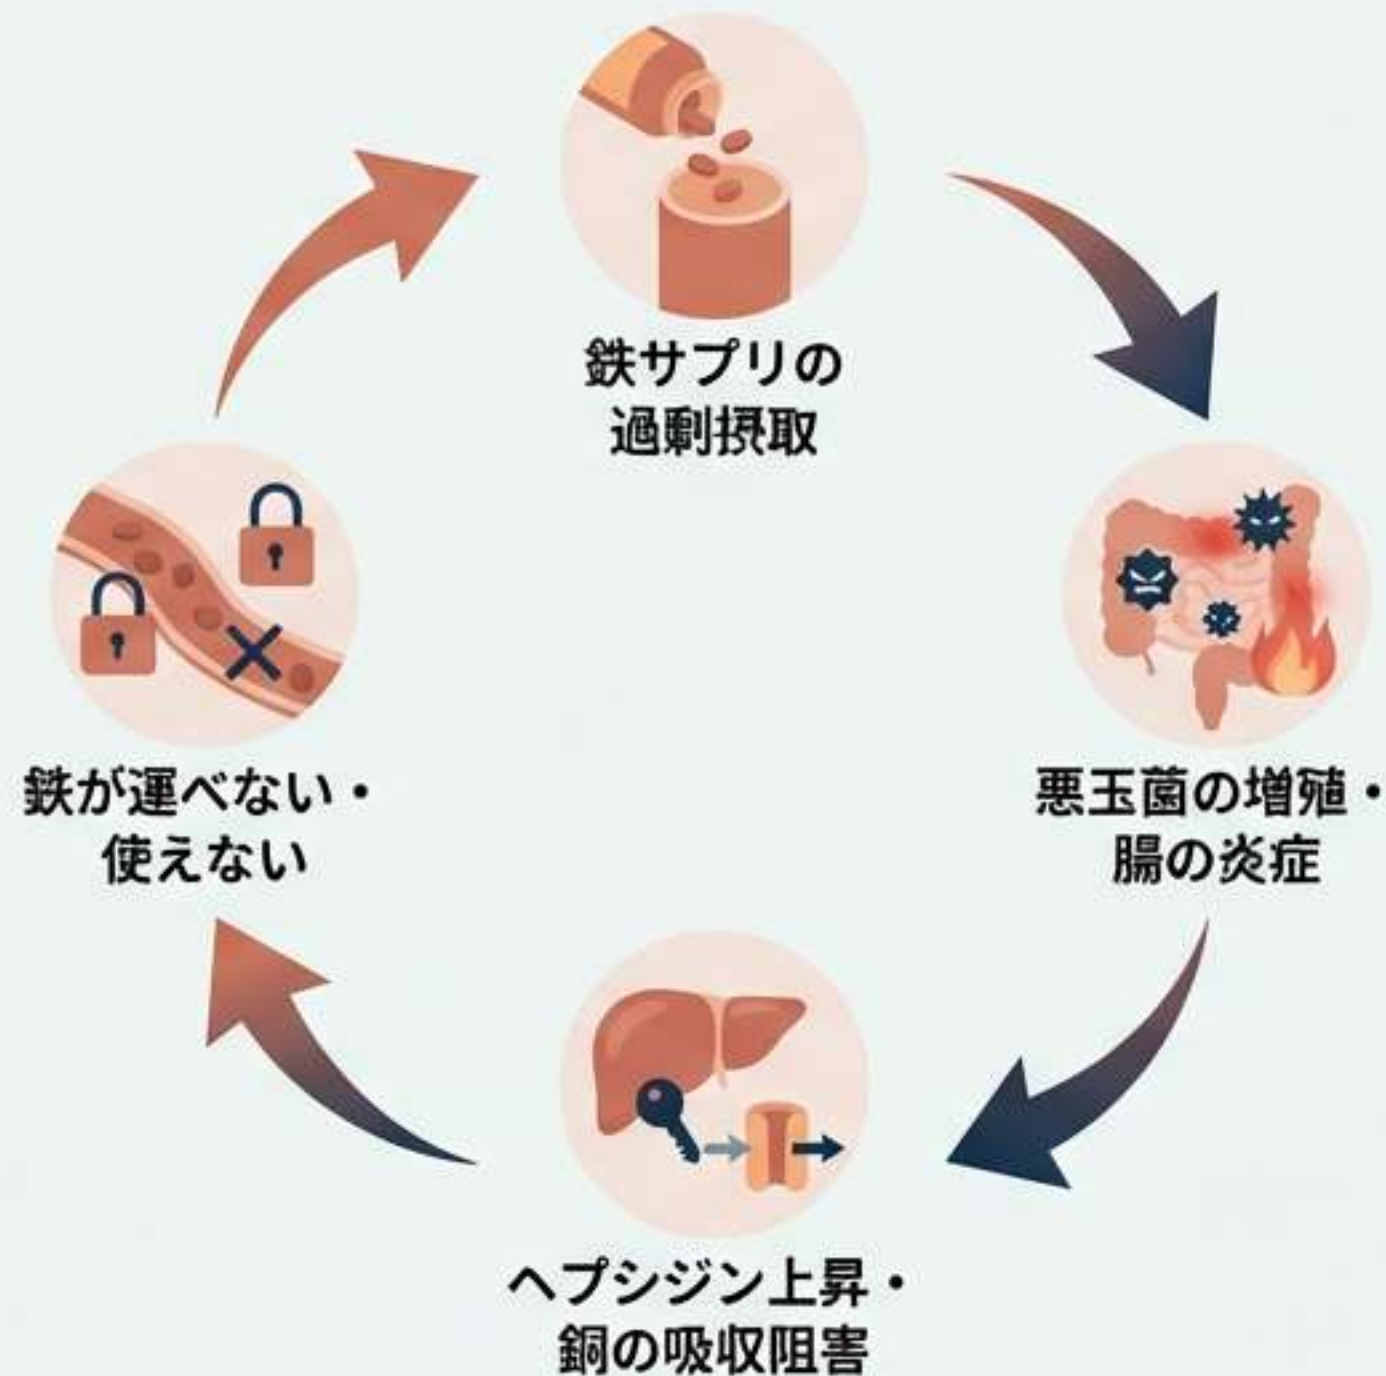 鉄サプリの
過剰摂取
悪玉菌の増殖・
腸の炎症
ヘプシジン上昇・
銅の吸収阻害
鉄が運べない・
使えない